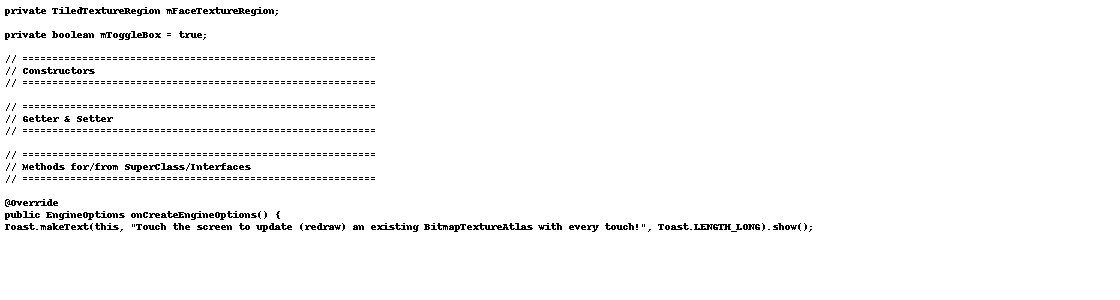 private TiledTextureRegion mFaceTextureRegion;
private boolean mToggleBox = true;
// ===========================================================
// Constructors
// ===========================================================
// ===========================================================
// Getter & Setter
// ===========================================================
// ===========================================================
// Methods for/from SuperClass/Interfaces
// ===========================================================
@Override
public EngineOptions onCreateEngineOptions() {
Toast.makeText(this, "Touch the screen to update (redraw) an existing BitmapTextureAtlas with every touch!", Toast.LENGTH_LONG).show();